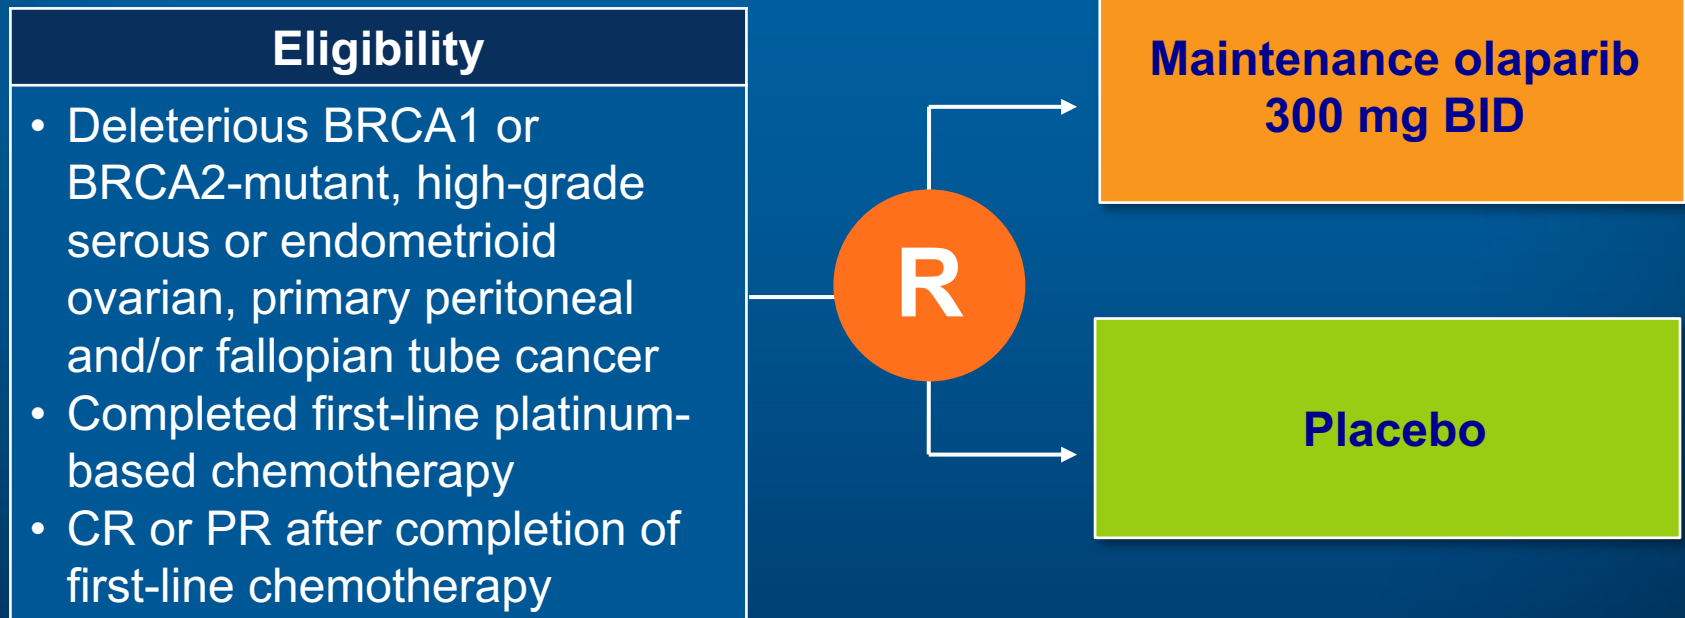 Eligibility
• Deleterious BRCA1 or
BRCA2-mutant, high-grade
serous or endometrioid
ovarian, primary peritoneal
and/or fallopian tube cancer
• Completed first-line platinum-
based chemotherapy
• CR or PR after completion of
first-line chemotherapy
R
Maintenance olaparib
300 mg BID
Placebo